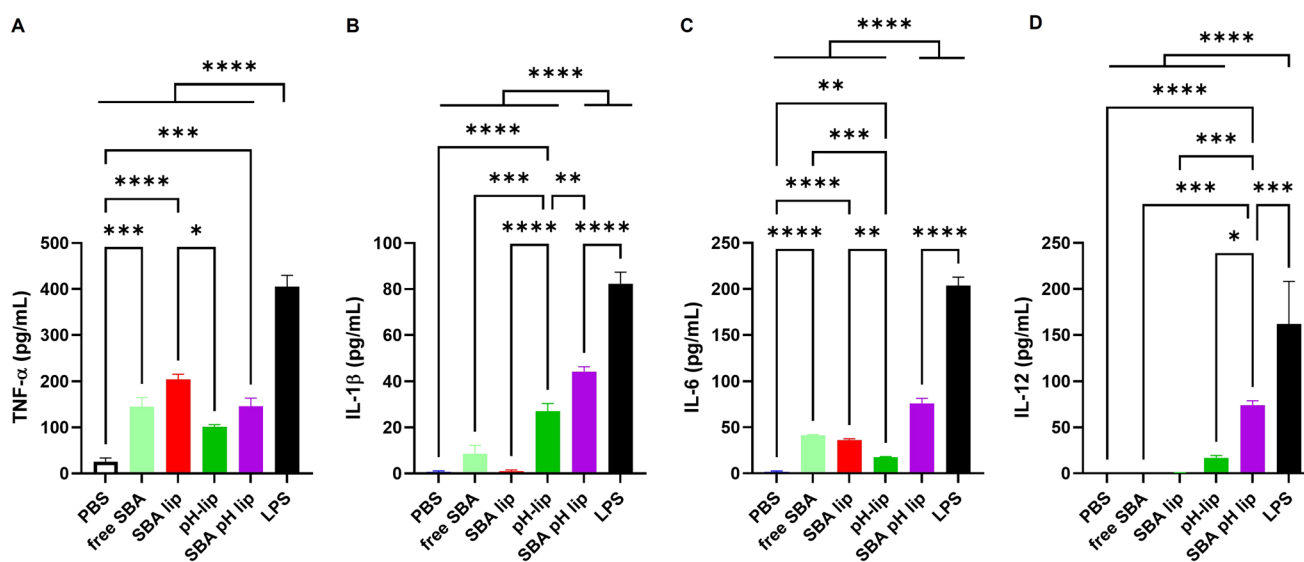 A
****
***
****
***
*
500
400
300
200
100
0
TNF-α (pg/mL)
PBS
free SBA
SBA lip
pH-lip
SBA pH lip
LPS
B
****
****
***
**
****
****
100
80
60
40
20
0
IL-1β (pg/mL)
PBS
free SBA
SBA lip
pH-lip
SBA pH lip
LPS
C
****
**
***
****
****
**
****
250
200
150
100
50
0
IL-6 (pg/mL)
PBS
free SBA
SBA lip
pH-lip
SBA pH lip
LPS
D
****
****
***
***
***
*
250
200
150
100
50
0
IL-12 (pg/mL)
PBS
free SBA
SBA lip
pH-lip
SBA pH lip
LPS